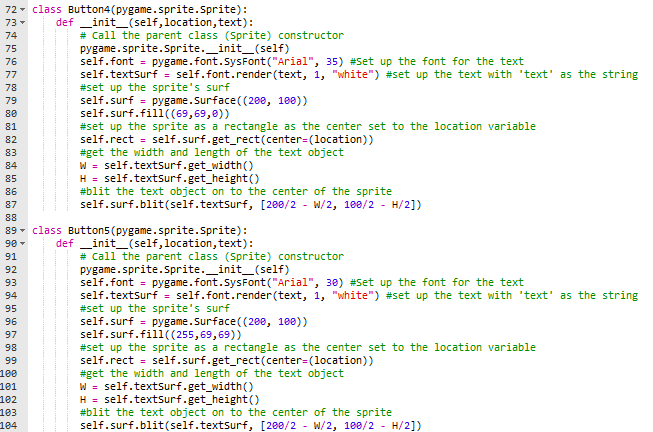 72 class Button4(pygame.sprite.Sprite):
73     def __init__(self,location,text):
74         # Call the parent class (Sprite) constructor
75         pygame.sprite.Sprite.__init__(self)
76         self.font = pygame.font.SysFont("Arial", 35) #Set up the font for the text
77         self.textSurf = self.font.render(text, 1, "white") #set up the text with 'text' as the string
78         #set up the sprite's surf
79         self.surf = pygame.Surface((200, 100))
80         self.surf.fill((69,69,0))
81         #set up the sprite as a rectangle as the center set to the location variable
82         self.rect = self.surf.get_rect(center=(location))
83         #get the width and length of the text object
84         W = self.textSurf.get_width()
85         H = self.textSurf.get_height()
86         #blit the text object on to the center of the sprite
87         self.surf.blit(self.textSurf, [200/2 - W/2, 100/2 - H/2])
88
89 class Button5(pygame.sprite.Sprite):
90     def __init__(self,location,text):
91         # Call the parent class (Sprite) constructor
92         pygame.sprite.Sprite.__init__(self)
93         self.font = pygame.font.SysFont("Arial", 30) #Set up the font for the text
94         self.textSurf = self.font.render(text, 1, "white") #set up the text with 'text' as the string
95         #set up the sprite's surf
96         self.surf = pygame.Surface((200, 100))
97         self.surf.fill((255,69,69))
98         #set up the sprite as a rectangle as the center set to the location variable
99         self.rect = self.surf.get_rect(center=(location))
100         #get the width and length of the text object
101         W = self.textSurf.get_width()
102         H = self.textSurf.get_height()
103         #blit the text object on to the center of the sprite
104         self.surf.blit(self.textSurf, [200/2 - W/2, 100/2 - H/2])